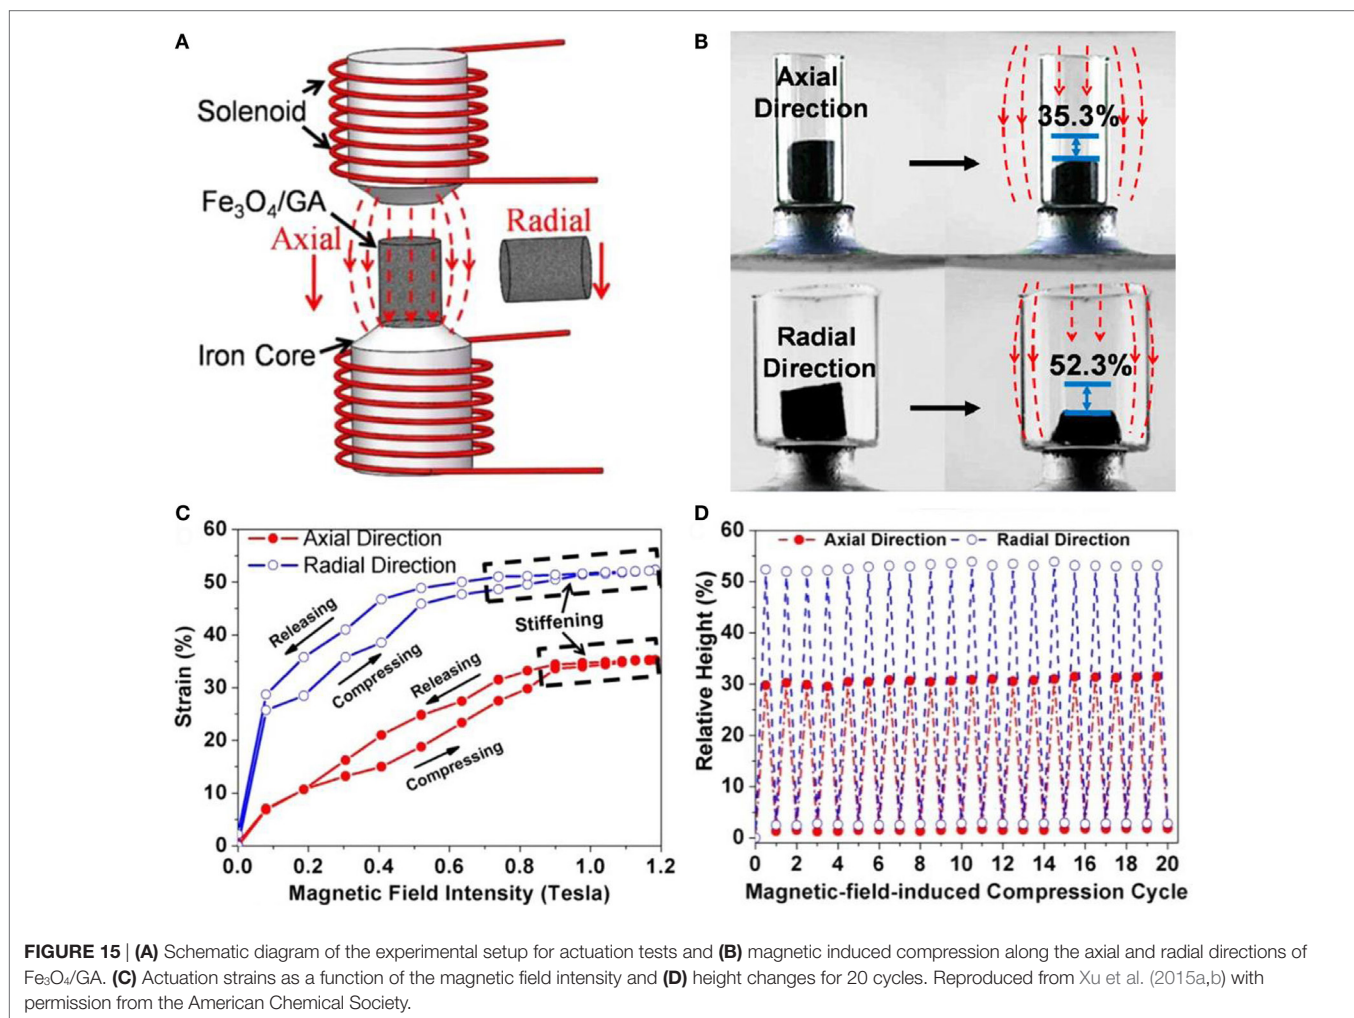 A
Solenoid
Fe₃O₄/GA
Axial
Radial
Iron Core
B
Axial
Direction
35.3%
Radial
Direction
52.3%
C
60
50
40
30
20
10
0
Strain (%)
Axial Direction
Radial Direction
Releasing
Compressing
Stiffening
Releasing
Compressing
0.0 0.2 0.4 0.6 0.8 1.0 1.2
Magnetic Field Intensity (Tesla)
D
60
50
40
30
20
10
0
Relative Height (%)
Axial Direction Radial Direction
0 2 4 6 8 10 12 14 16 18 20
Magnetic-field-induced Compression Cycle
FIGURE 15 | (A) Schematic diagram of the experimental setup for actuation tests and (B) magnetic induced compression along the axial and radial directions of
Fe₃O₄/GA. (C) Actuation strains as a function of the magnetic field intensity and (D) height changes for 20 cycles. Reproduced from Xu et al. (2015a,b) with
permission from the American Chemical Society.